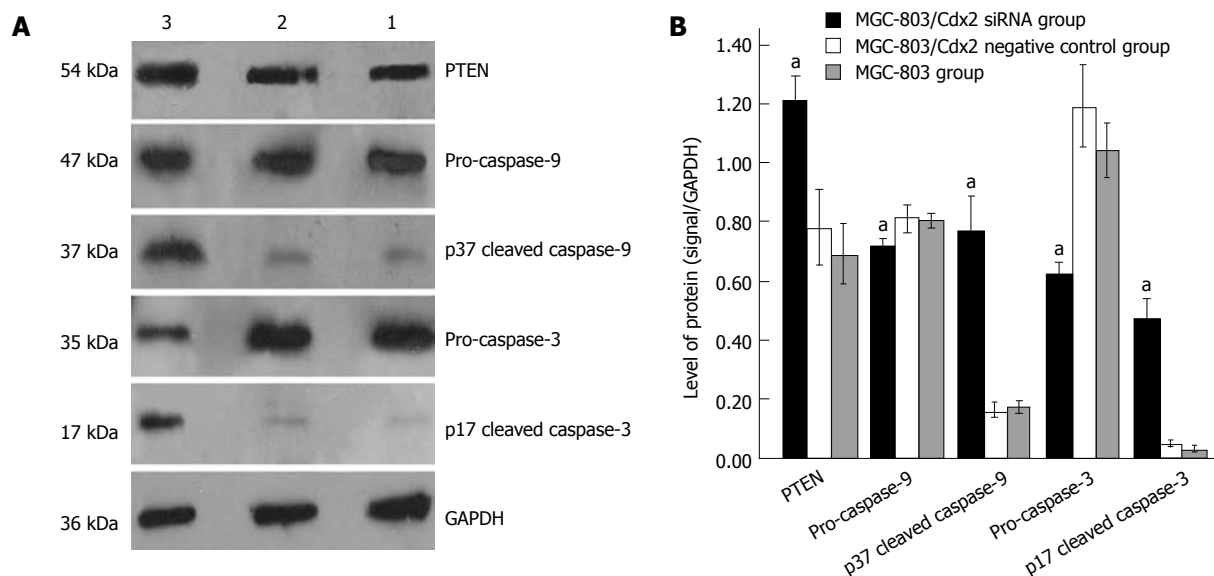 A
3 2 1
54 kDa PTEN
47 kDa Pro-caspase-9
37 kDa p37 cleaved caspase-9
35 kDa Pro-caspase-3
17 kDa p17 cleaved caspase-3
36 kDa GAPDH
B
MGC-803/Cdx2 siRNA group
MGC-803/Cdx2 negative control group
MGC-803 group
Level of protein (signal/GAPDH)
1.40
1.20
1.00
0.80
0.60
0.40
0.20
0.00
a
a
a
a
a
PTEN
Pro-caspase-9
p37 cleaved caspase-9
Pro-caspase-3
p17 cleaved caspase-3